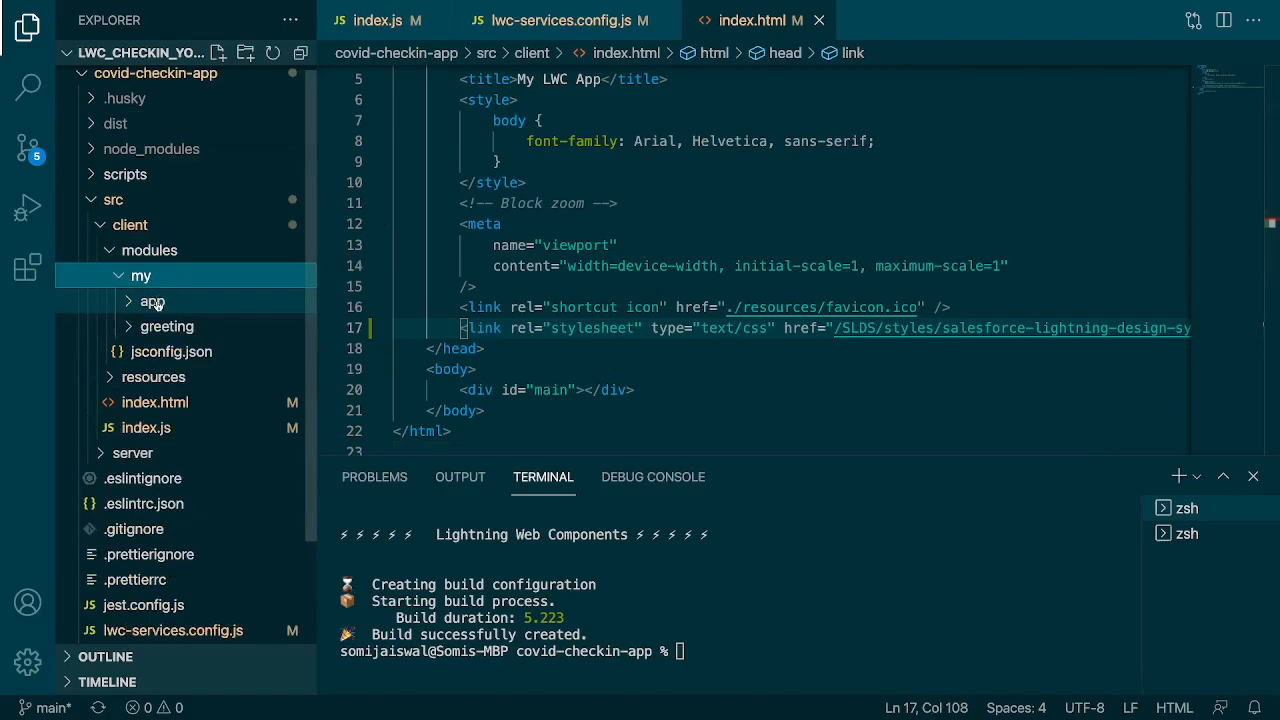 EXPLORER
LWC_CHECKIN_YO...
covid-checkin-app
.husky
dist
node_modules
scripts
src
client
modules
my
app
greeting
jsconfig.json
resources
index.html M
index.js M
server
.eslintignore
.eslintrc.json
.gitignore
.prettierignore
.prettierrc
jest.config.js
lwc-services.config.js M
OUTLINE
TIMELINE
5
index.js M
lwc-services.config.js M
index.html M
covid-checkin-app > src > client > index.html > html > head > link
5 <title>My LWC App</title>
6 <style>
7 body {
8 font-family: Arial, Helvetica, sans-serif;
9 }
10 </style>
11 <!-- Block zoom -->
12 <meta
13 name="viewport"
14 content="width=device-width, initial-scale=1, maximum-scale=1"
15 />
16 <link rel="shortcut icon" href="./resources/favicon.ico" />
17 <link rel="stylesheet" type="text/css" href="/SLDS/styles/salesforce-lightning-design-sy
18 </head>
19 <body>
20 <div id="main"></div>
21 </body>
22 </html>
23
PROBLEMS OUTPUT TERMINAL DEBUG CONSOLE
Lightning Web Components
Creating build configuration
Starting build process.
Build duration: 5.223
Build successfully created.
somijaiswal@Somis-MBP covid-checkin-app %
zsh
zsh
main* 0 0 Ln 17, Col 108 Spaces: 4 UTF-8 LF HTML